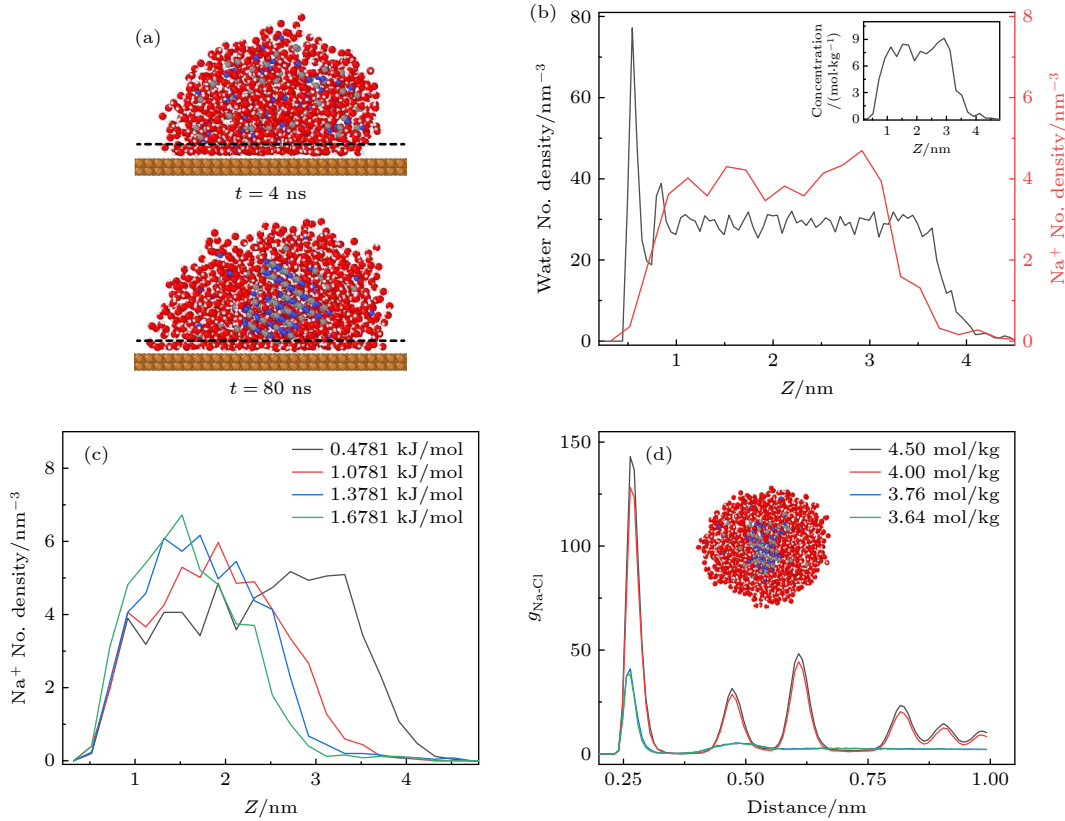 (a)
t = 4 ns
t = 80 ns
(b)
80
60
40
20
0
Water No. density/nm⁻³
1
2
3
4
Z/nm
8
6
4
2
0
Na⁺ No. density/nm⁻³
Concentration
/(mol·kg⁻¹)
9
6
3
0
1
2
3
4
Z/nm
(c)
0.4781 kJ/mol
1.0781 kJ/mol
1.3781 kJ/mol
1.6781 kJ/mol
8
6
4
2
0
Na⁺ No. density/nm⁻³
1
2
3
4
Z/nm
(d)
4.50 mol/kg
4.00 mol/kg
3.76 mol/kg
3.64 mol/kg
150
100
50
0
gNa-Cl
0.25
0.50
0.75
1.00
Distance/nm